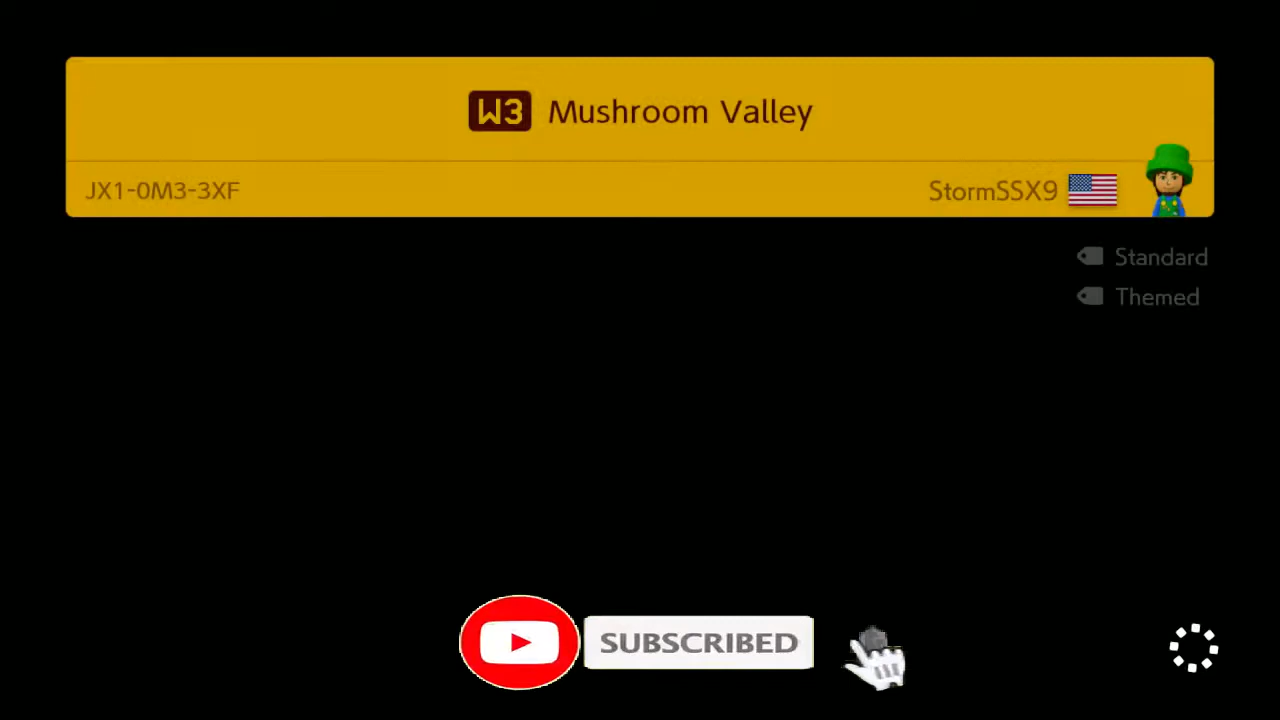 W3 Mushroom Valley
JX1-0M3-3XF
StormSSX9
Standard
Themed
SUBSCRIBED